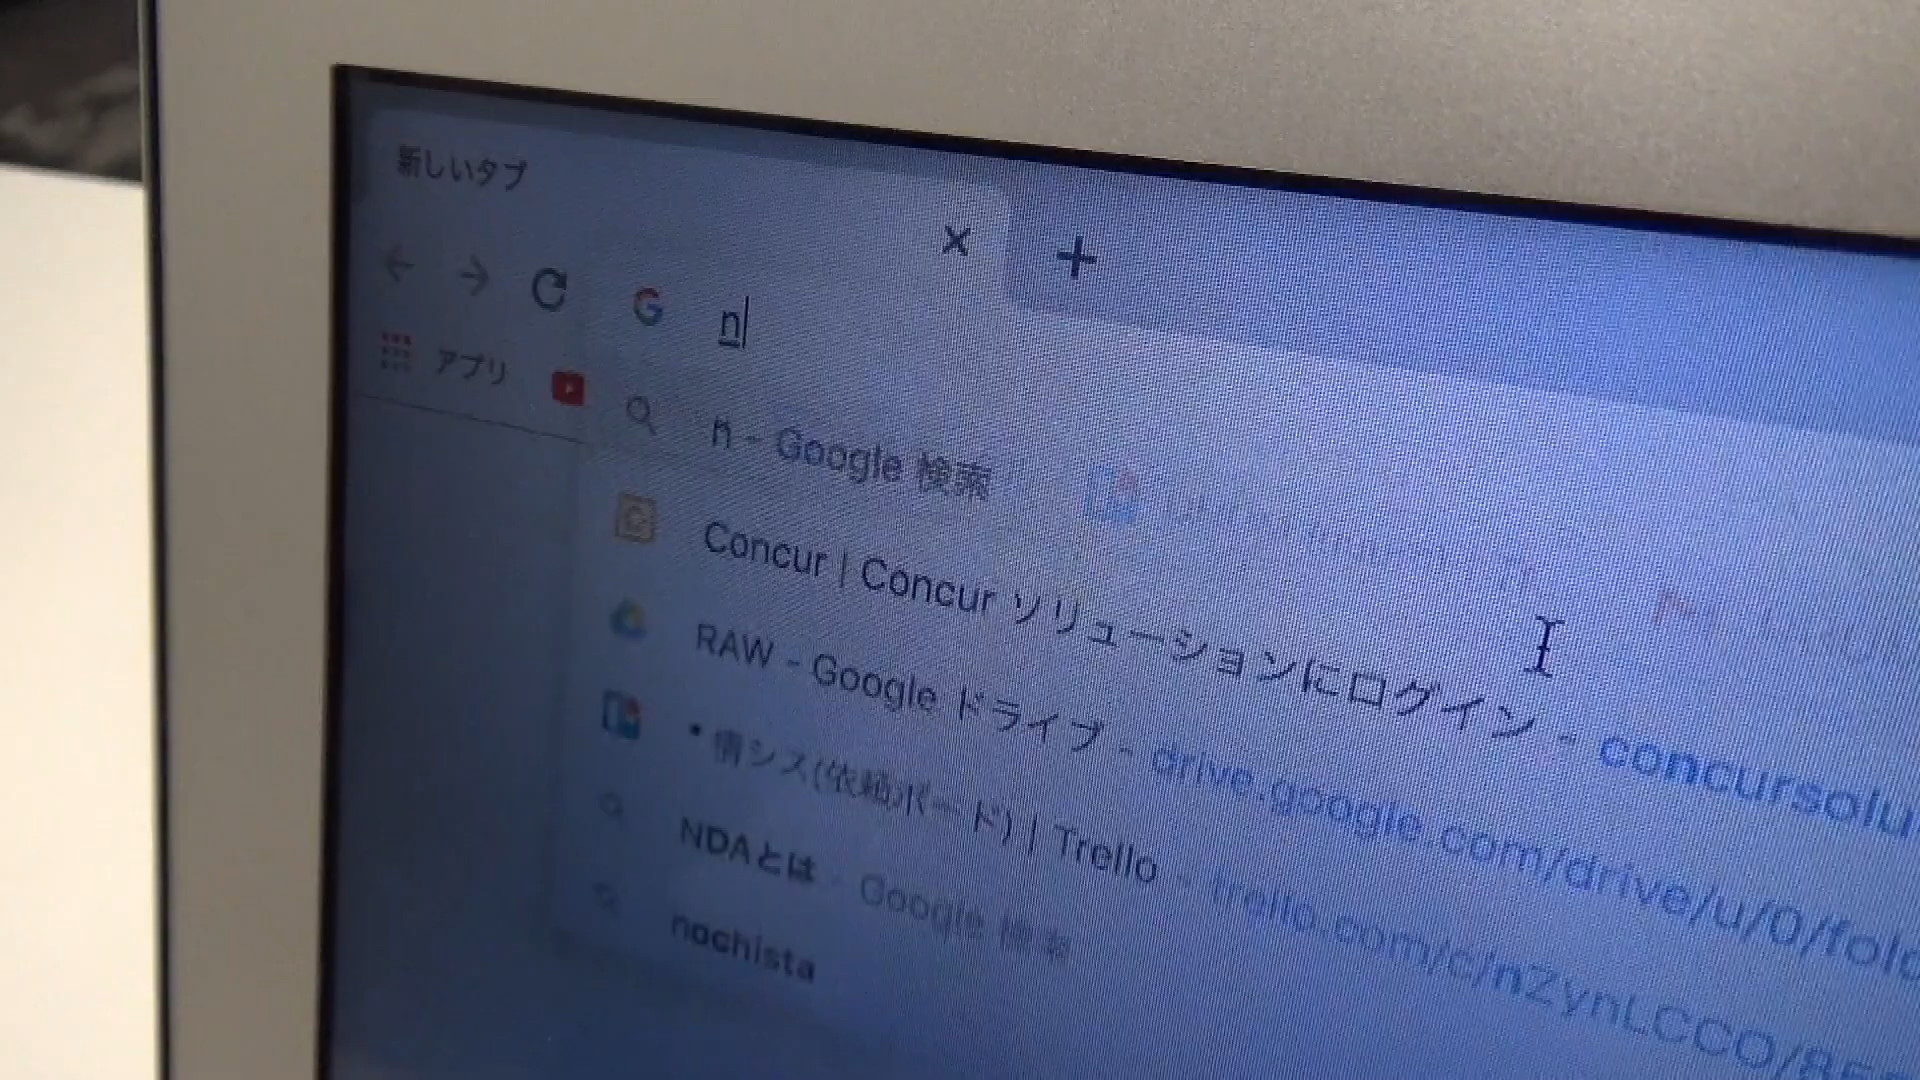 新しいタブ
n
アプリ
n - Google 検索
Concur | Concur ソリューションにログイン - concursolu
RAW - Google ドライブ - drive.google.com/drive/u/0/fold
• 情シス(依頼ボード) | Trello - trello.com/c/nZynLCCO/85
NDAとは - Google 検索
nochista